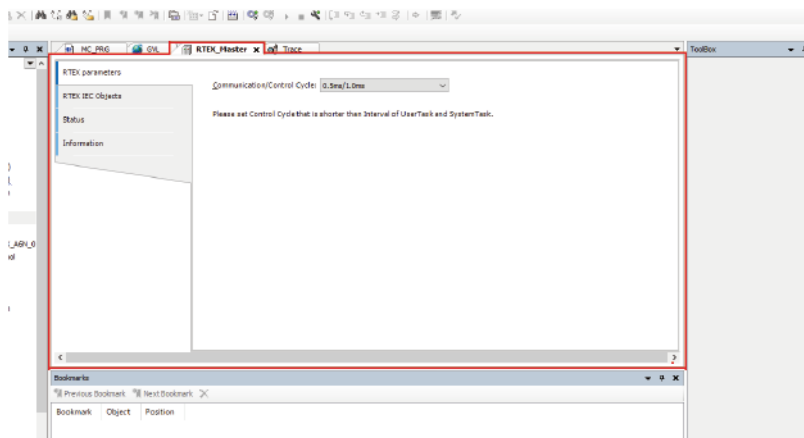 MC_PRG GVL RTEX_Master x Trace ToolBox
RTEX parameters
Communication/Control Cycle: 0.5ms/1.0ms
RTEX IEC Objects
Please set Control Cycle that is shorter than Interval of UserTask and SystemTask.
Status
Information
_A6N_0
Bookmarks
Previous Bookmark Next Bookmark
Bookmark Object Position